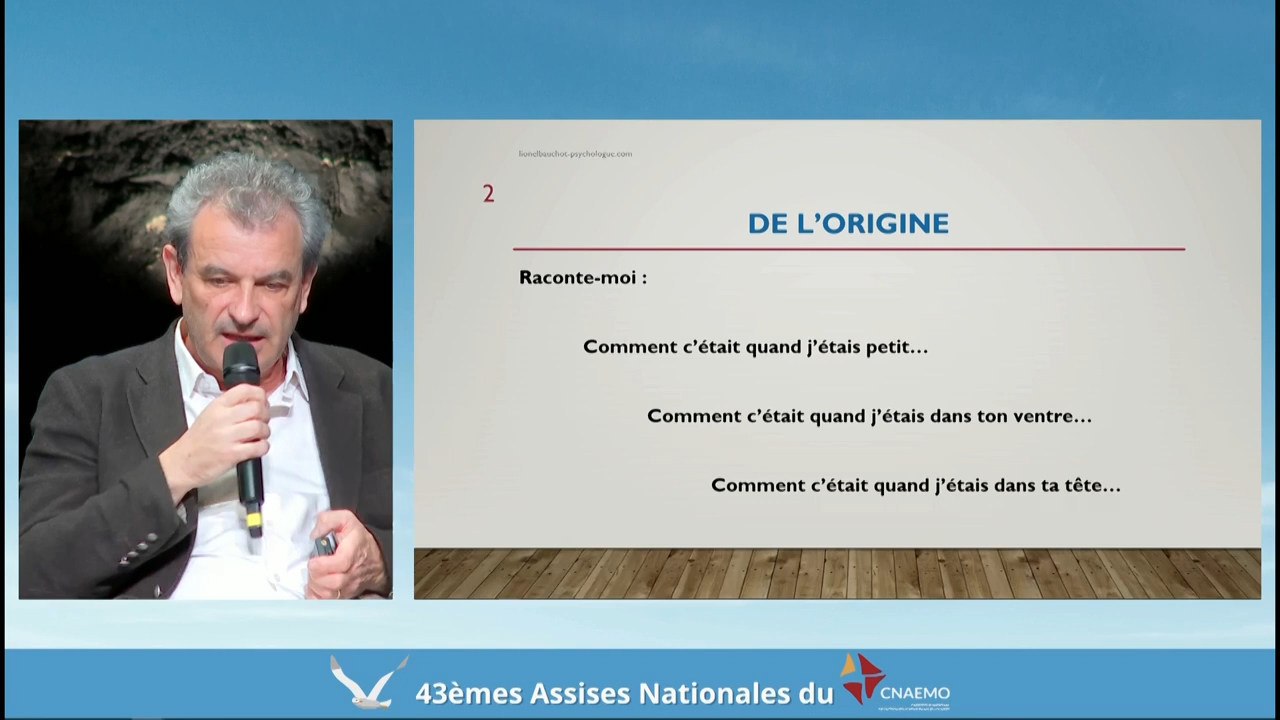 lionelbauchot-psychologue.com
2
DE L’ORIGINE
Raconte-moi :
Comment c’était quand j’étais petit…
Comment c’était quand j’étais dans ton ventre…
Comment c’était quand j’étais dans ta tête…
43èmes Assises Nationales du
CNAEMO